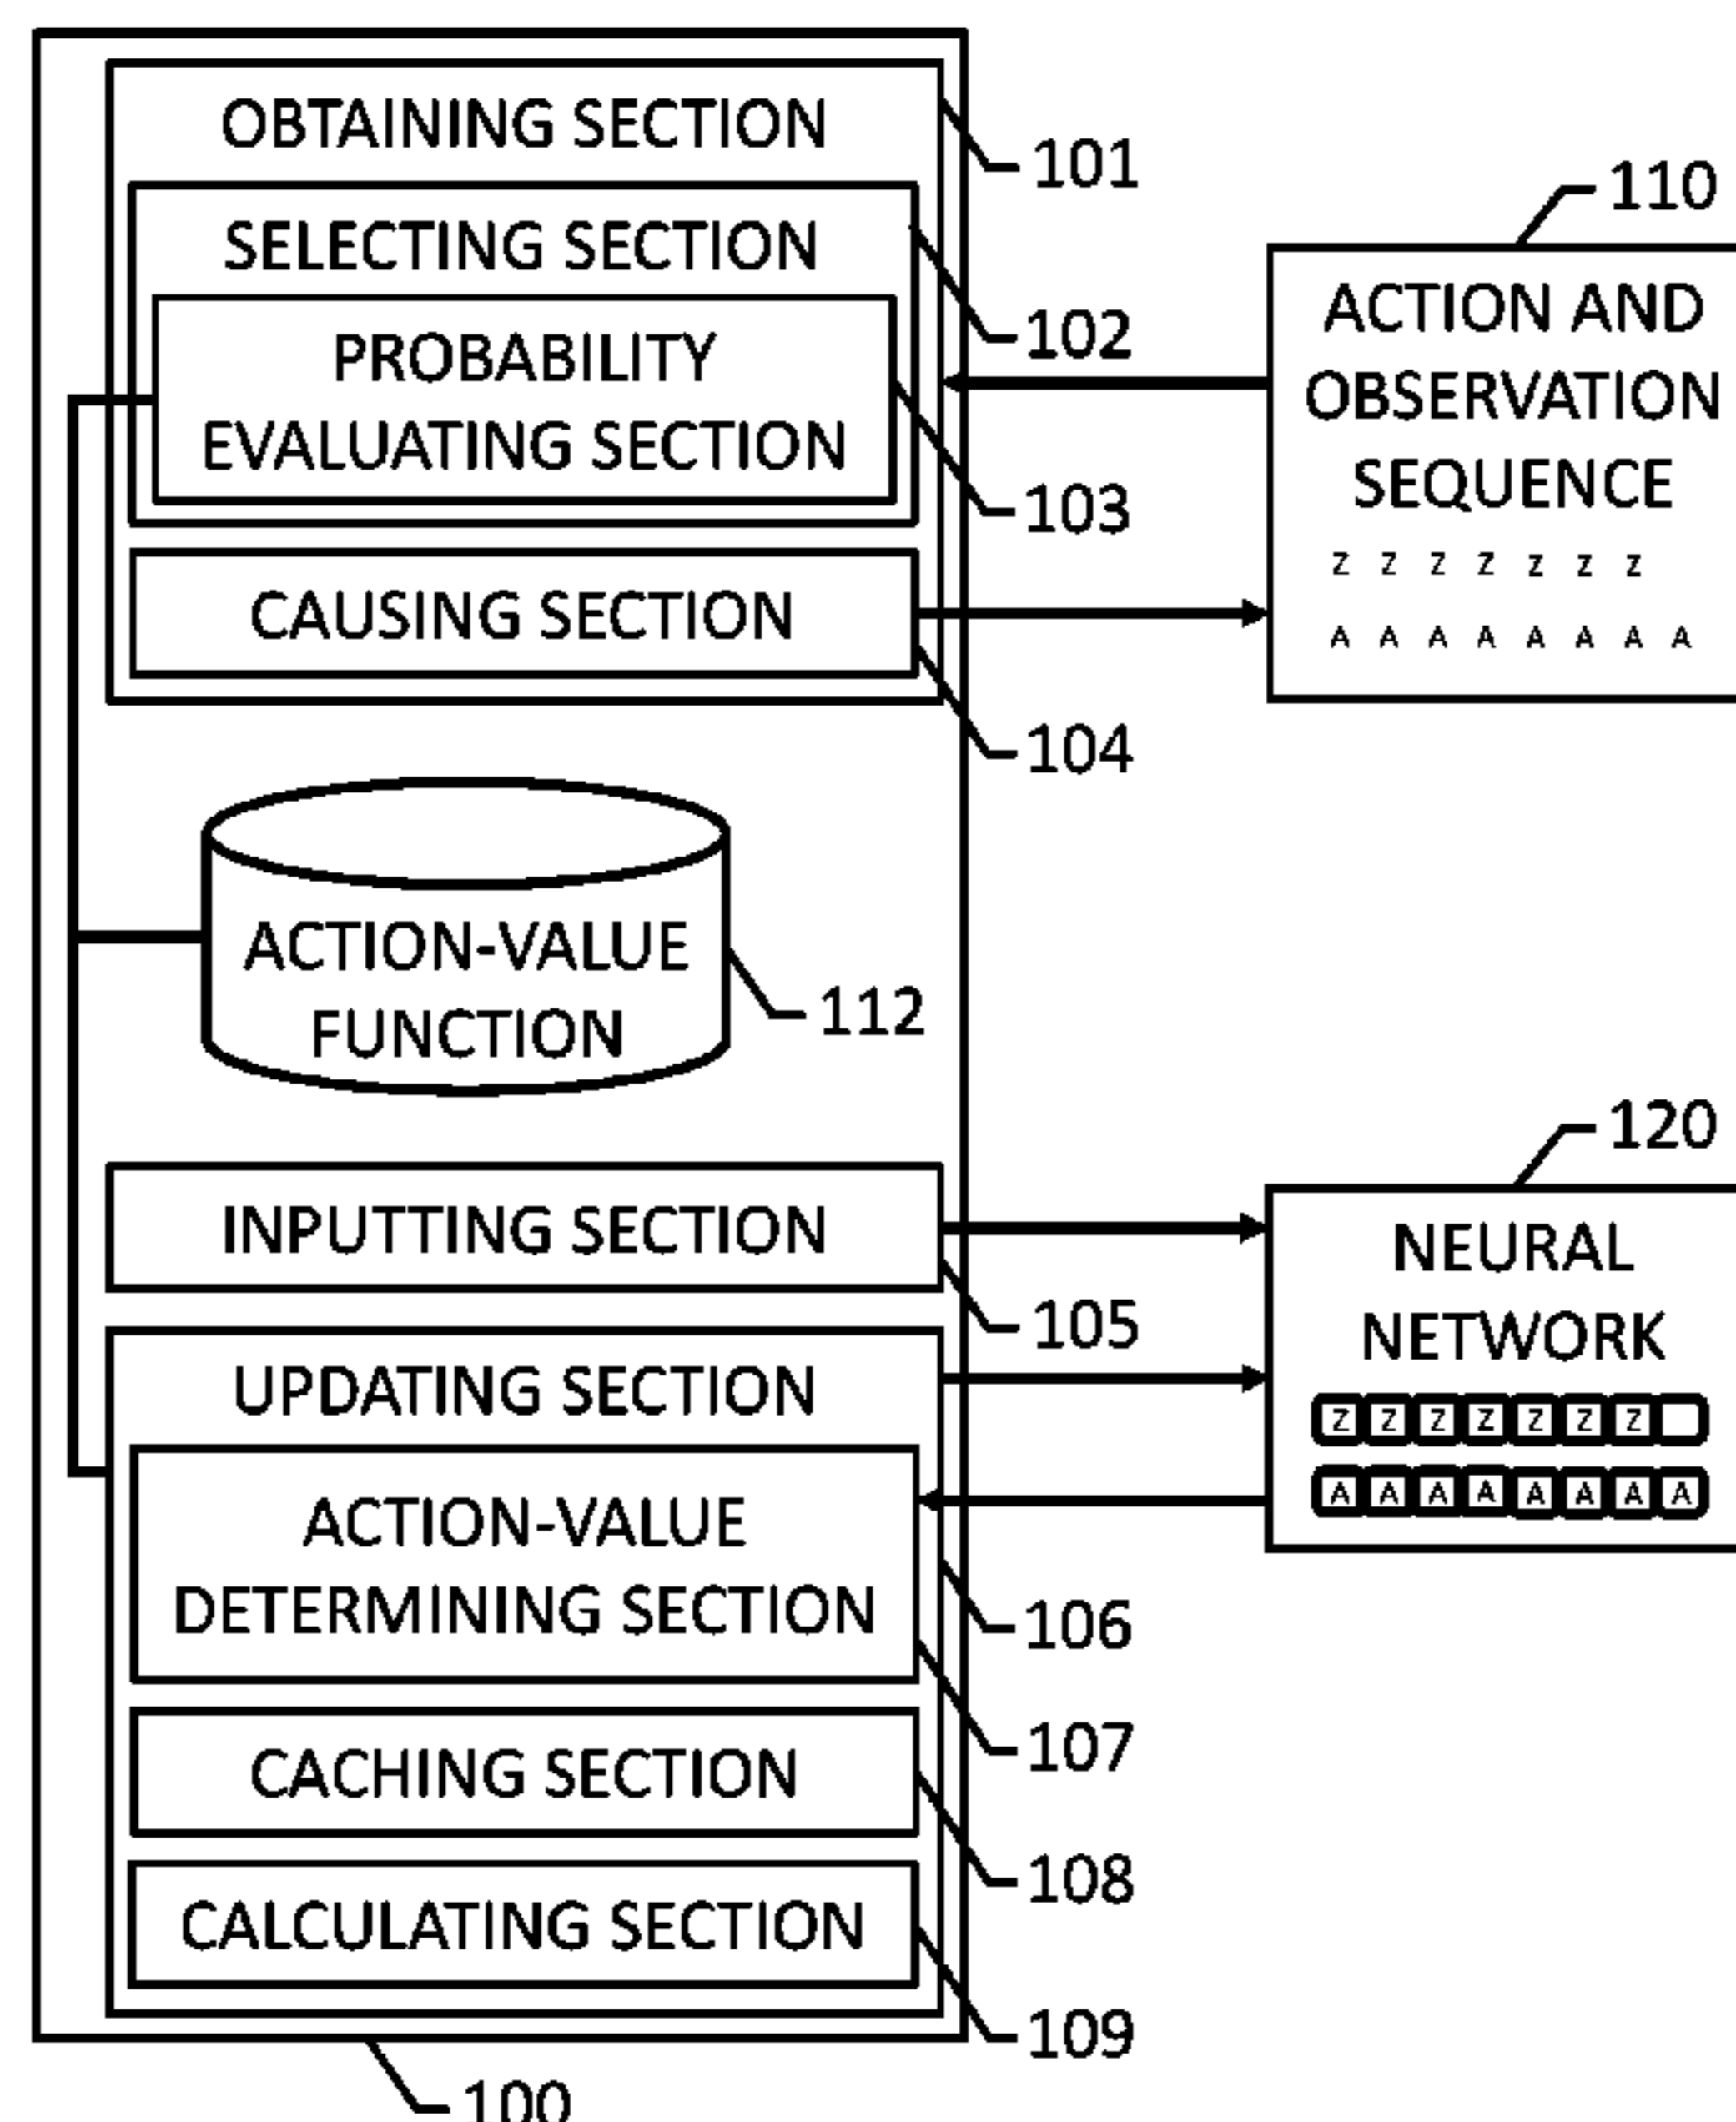 OBTAINING SECTION
101
SELECTING SECTION
102
PROBABILITY
EVALUATING SECTION
103
CAUSING SECTION
104
110
ACTION AND
OBSERVATION
SEQUENCE
Z Z Z Z Z Z Z
A A A A A A A A
ACTION-VALUE
FUNCTION
112
INPUTTING SECTION
105
120
NEURAL
NETWORK
Z Z Z Z Z Z Z
A A A A A A A A
UPDATING SECTION
106
ACTION-VALUE
DETERMINING SECTION
107
CACHING SECTION
108
CALCULATING SECTION
109
100